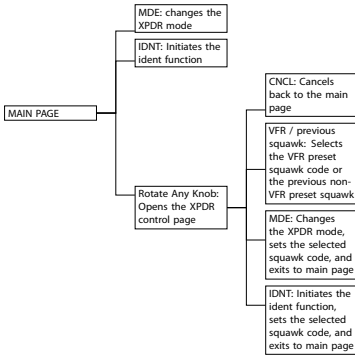 MDE: changes the
XPDR mode
IDNT: Initiates the
ident function
MAIN PAGE
Rotate Any Knob:
Opens the XPDR
control page
CNCL: Cancels
back to the main
page
VFR / previous
squawk: Selects
the VFR preset
squawk code or
the previous non-
VFR preset squawk
MDE: Changes
the XPDR mode,
sets the selected
squawk code, and
exits to main page
IDNT: Initiates the
ident function,
sets the selected
squawk code, and
exits to main page